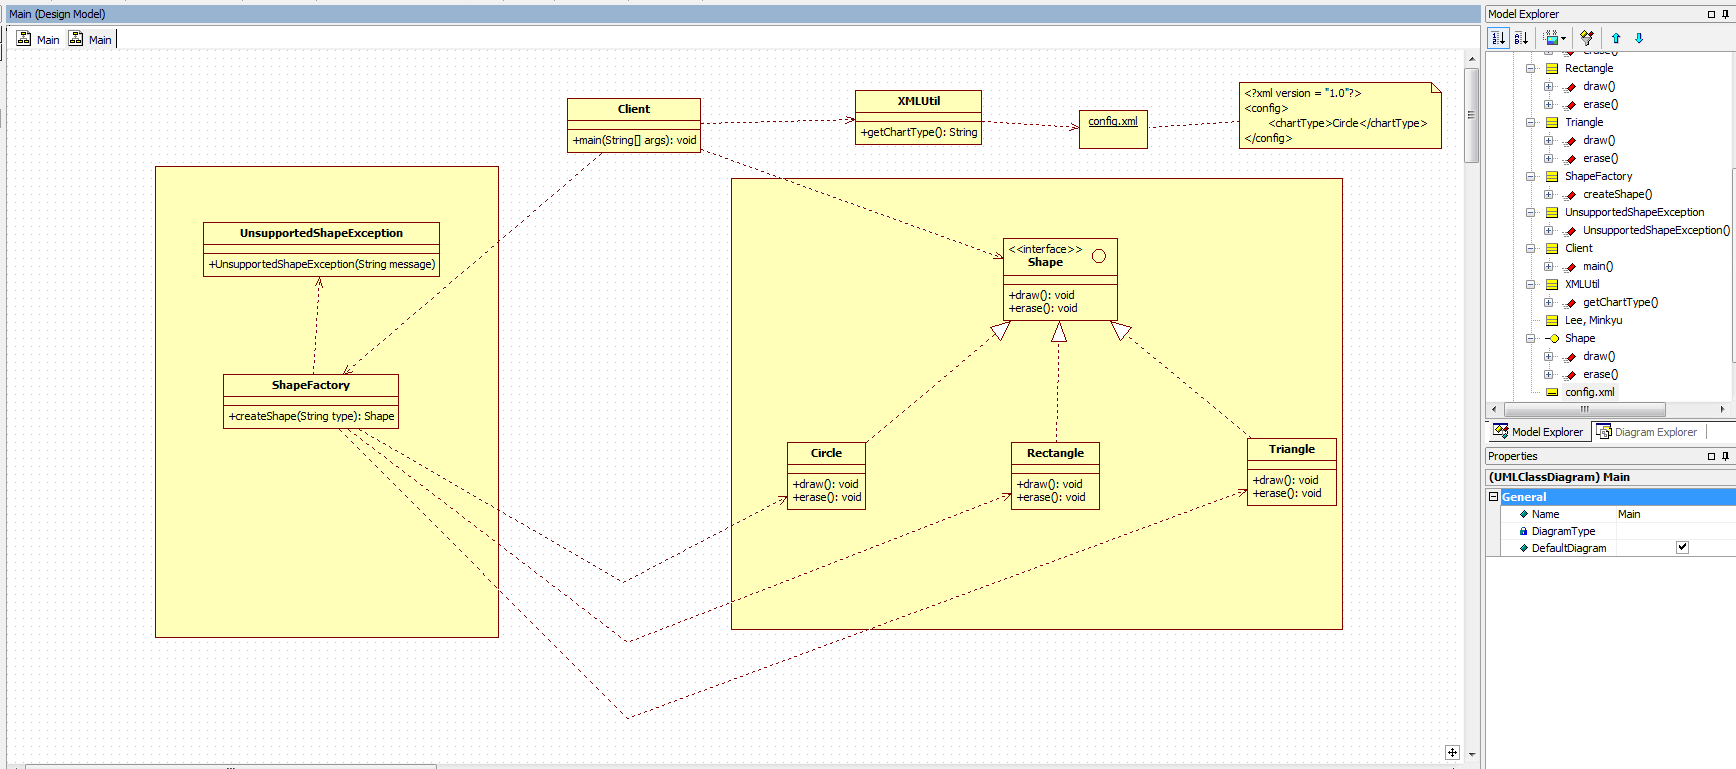 Main (Design Model)
Main
Main
Client
+main(String[] args): void
XMLUtil
+getChartType(): String
config.xml
<?xml version = "1.0"?>
<config>
<chartType>Circle</chartType>
</config>
UnsupportedShapeException
+UnsupportedShapeException(String message)
ShapeFactory
+createShape(String type): Shape
<<interface>>
Shape
+draw(): void
+erase(): void
Circle
+draw(): void
+erase(): void
Rectangle
+draw(): void
+erase(): void
Triangle
+draw(): void
+erase(): void
Model Explorer
erase()
Rectangle
draw()
erase()
Triangle
draw()
erase()
ShapeFactory
createShape()
UnsupportedShapeException
UnsupportedShapeException()
Client
main()
XMLUtil
getChartType()
Lee, Minkyu
Shape
draw()
erase()
config.xml
Model Explorer
Diagram Explorer
Properties
(UMLClassDiagram) Main
General
Name Main
DiagramType
DefaultDiagram